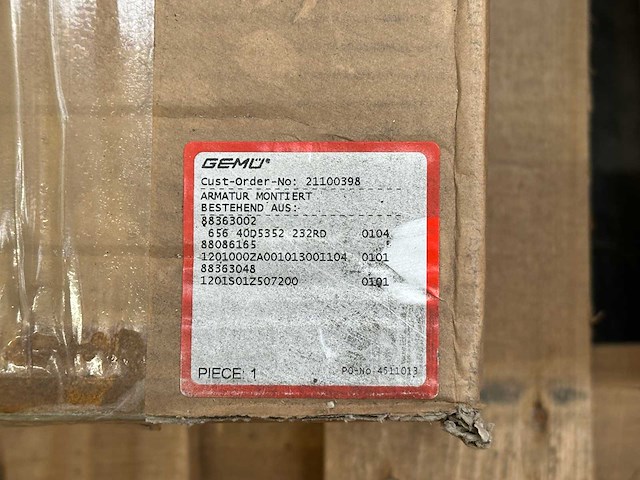 GEMÜ®
Cust-Order-No: 21100398
ARMATUR MONTIERT
BESTEHEND AUS:
88363002
656 40D5352 232RD 0104
88086165
1201000ZA001013001104 0101
88363048
1201S01Z507200 0101
PIECE: 1 PO-No 4511013